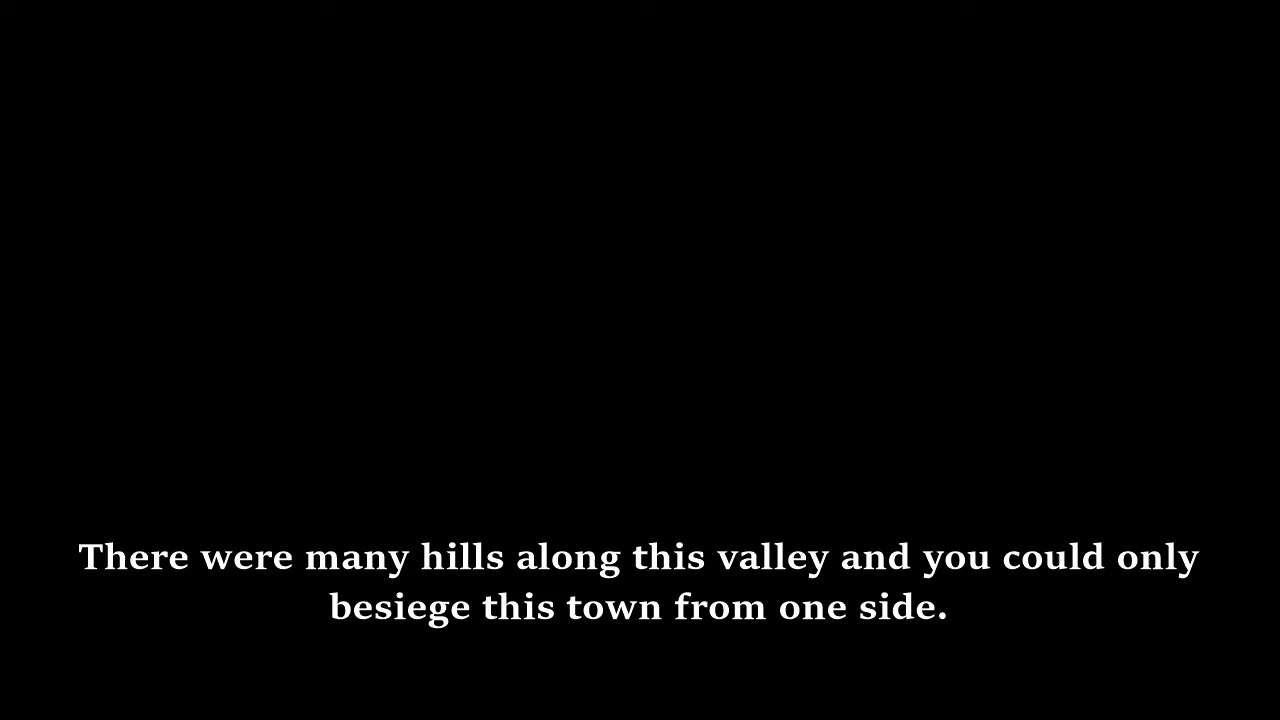 There were many hills along this valley and you could only
besiege this town from one side.